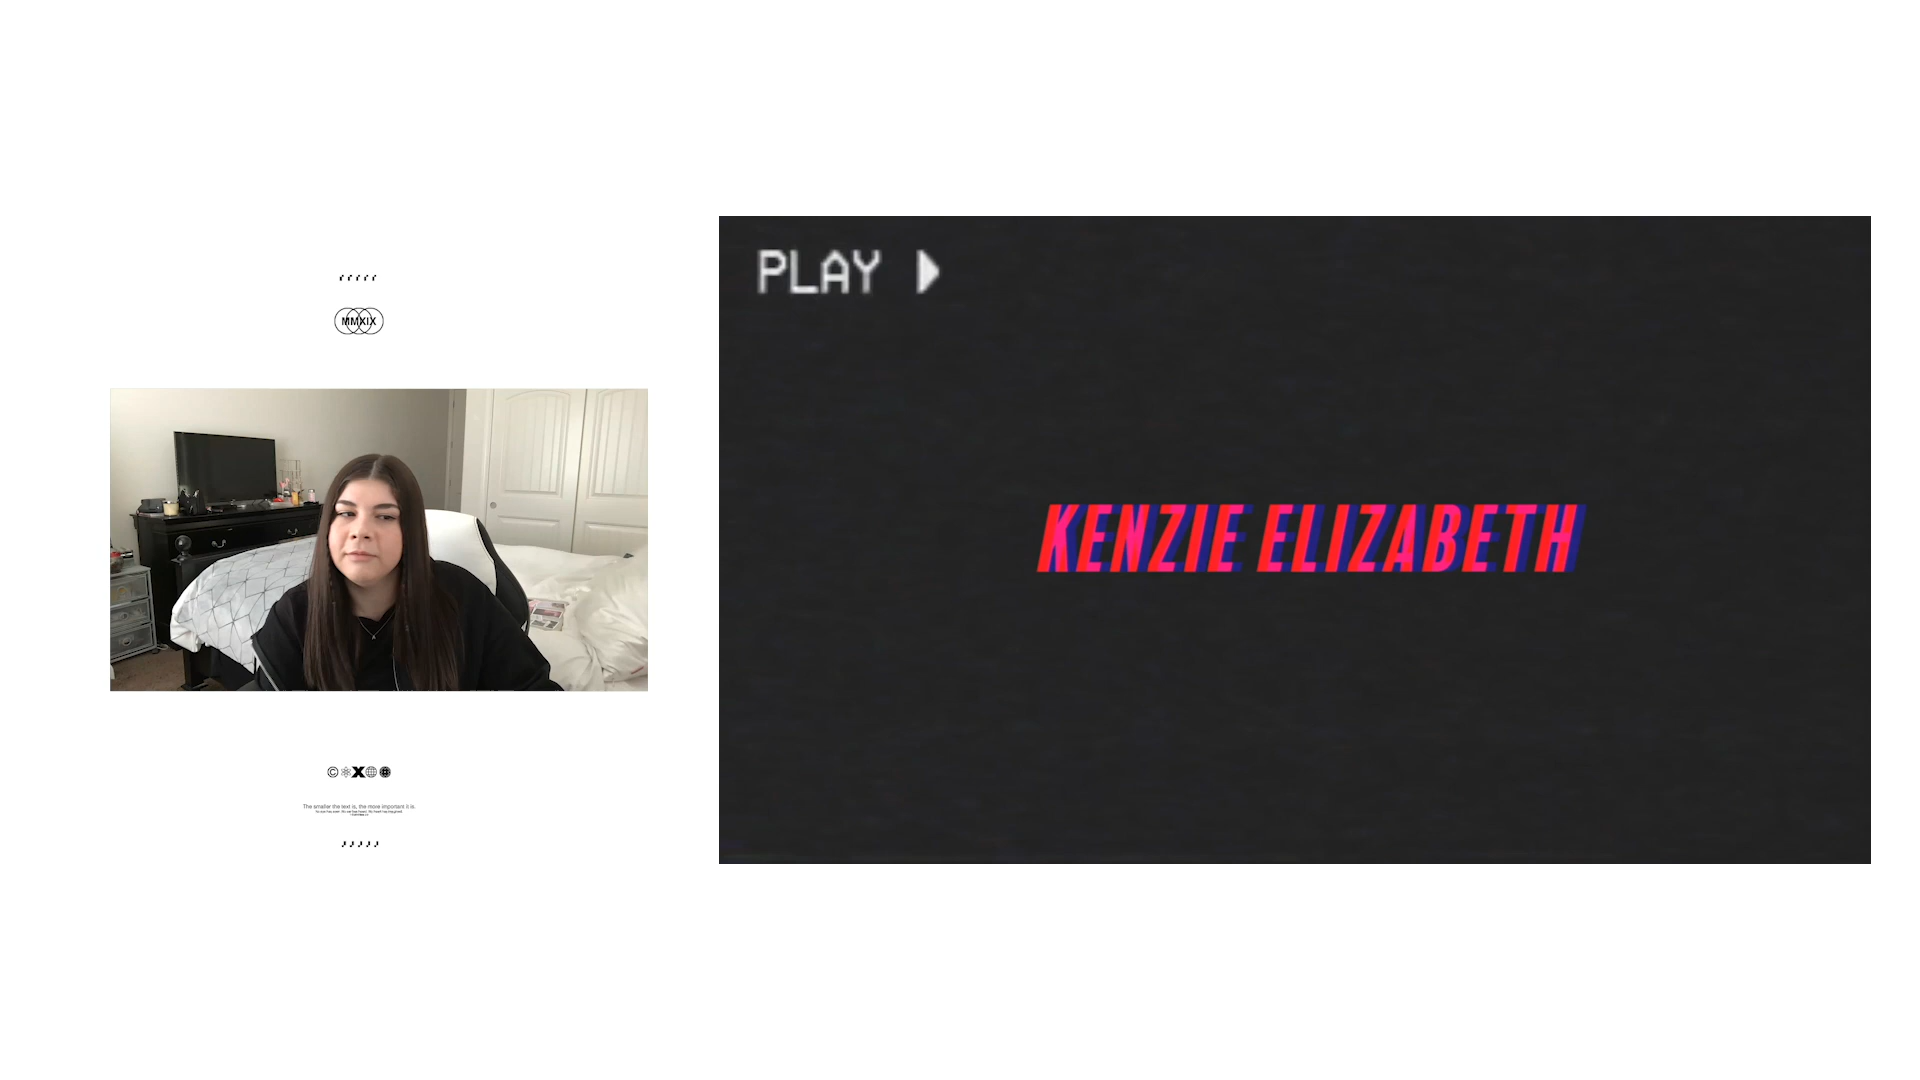 MMXIX
©
The smaller the text is, the more important it is.
PLAY
KENZIE ELIZABETH